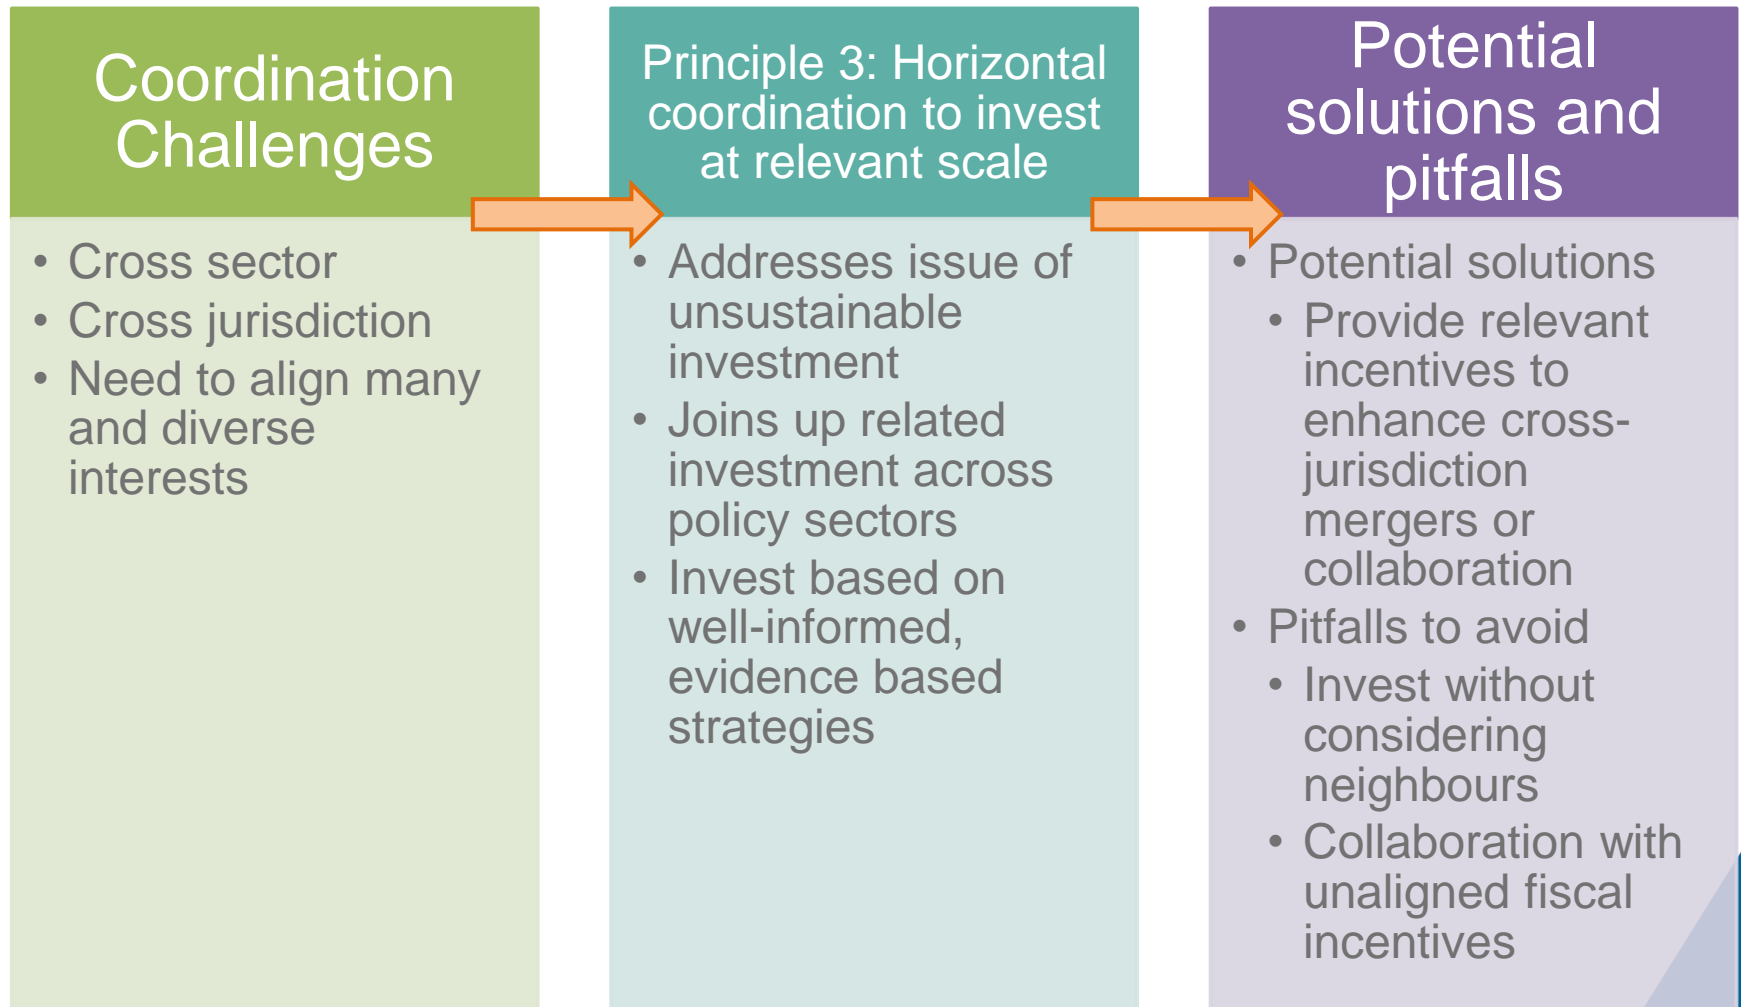 Coordination
Challenges
• Cross sector
• Cross jurisdiction
• Need to align many
and diverse
interests
Principle 3: Horizontal
coordination to invest
at relevant scale
• Addresses issue of
unsustainable
investment
• Joins up related
investment across
policy sectors
• Invest based on
well-informed,
evidence based
strategies
Potential
solutions and
pitfalls
• Potential solutions
• Provide relevant
incentives to
enhance cross-
jurisdiction
mergers or
collaboration
• Pitfalls to avoid
• Invest without
considering
neighbours
• Collaboration with
unaligned fiscal
incentives